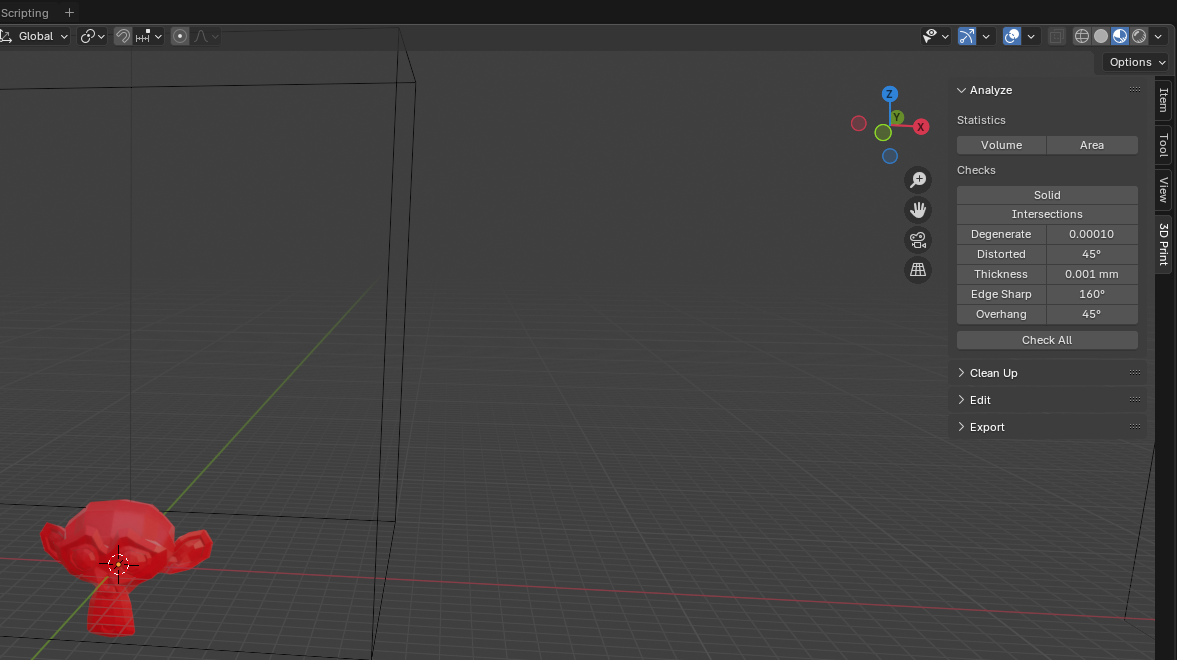 Scripting +
Global
Options
Analyze
Z
Y
X
Statistics
Volume Area
Checks
Solid
Intersections
Degenerate 0.00010
Distorted 45°
Thickness 0.001 mm
Edge Sharp 160°
Overhang 45°
Check All
Clean Up
Edit
Export
Item
Tool
View
3D Print